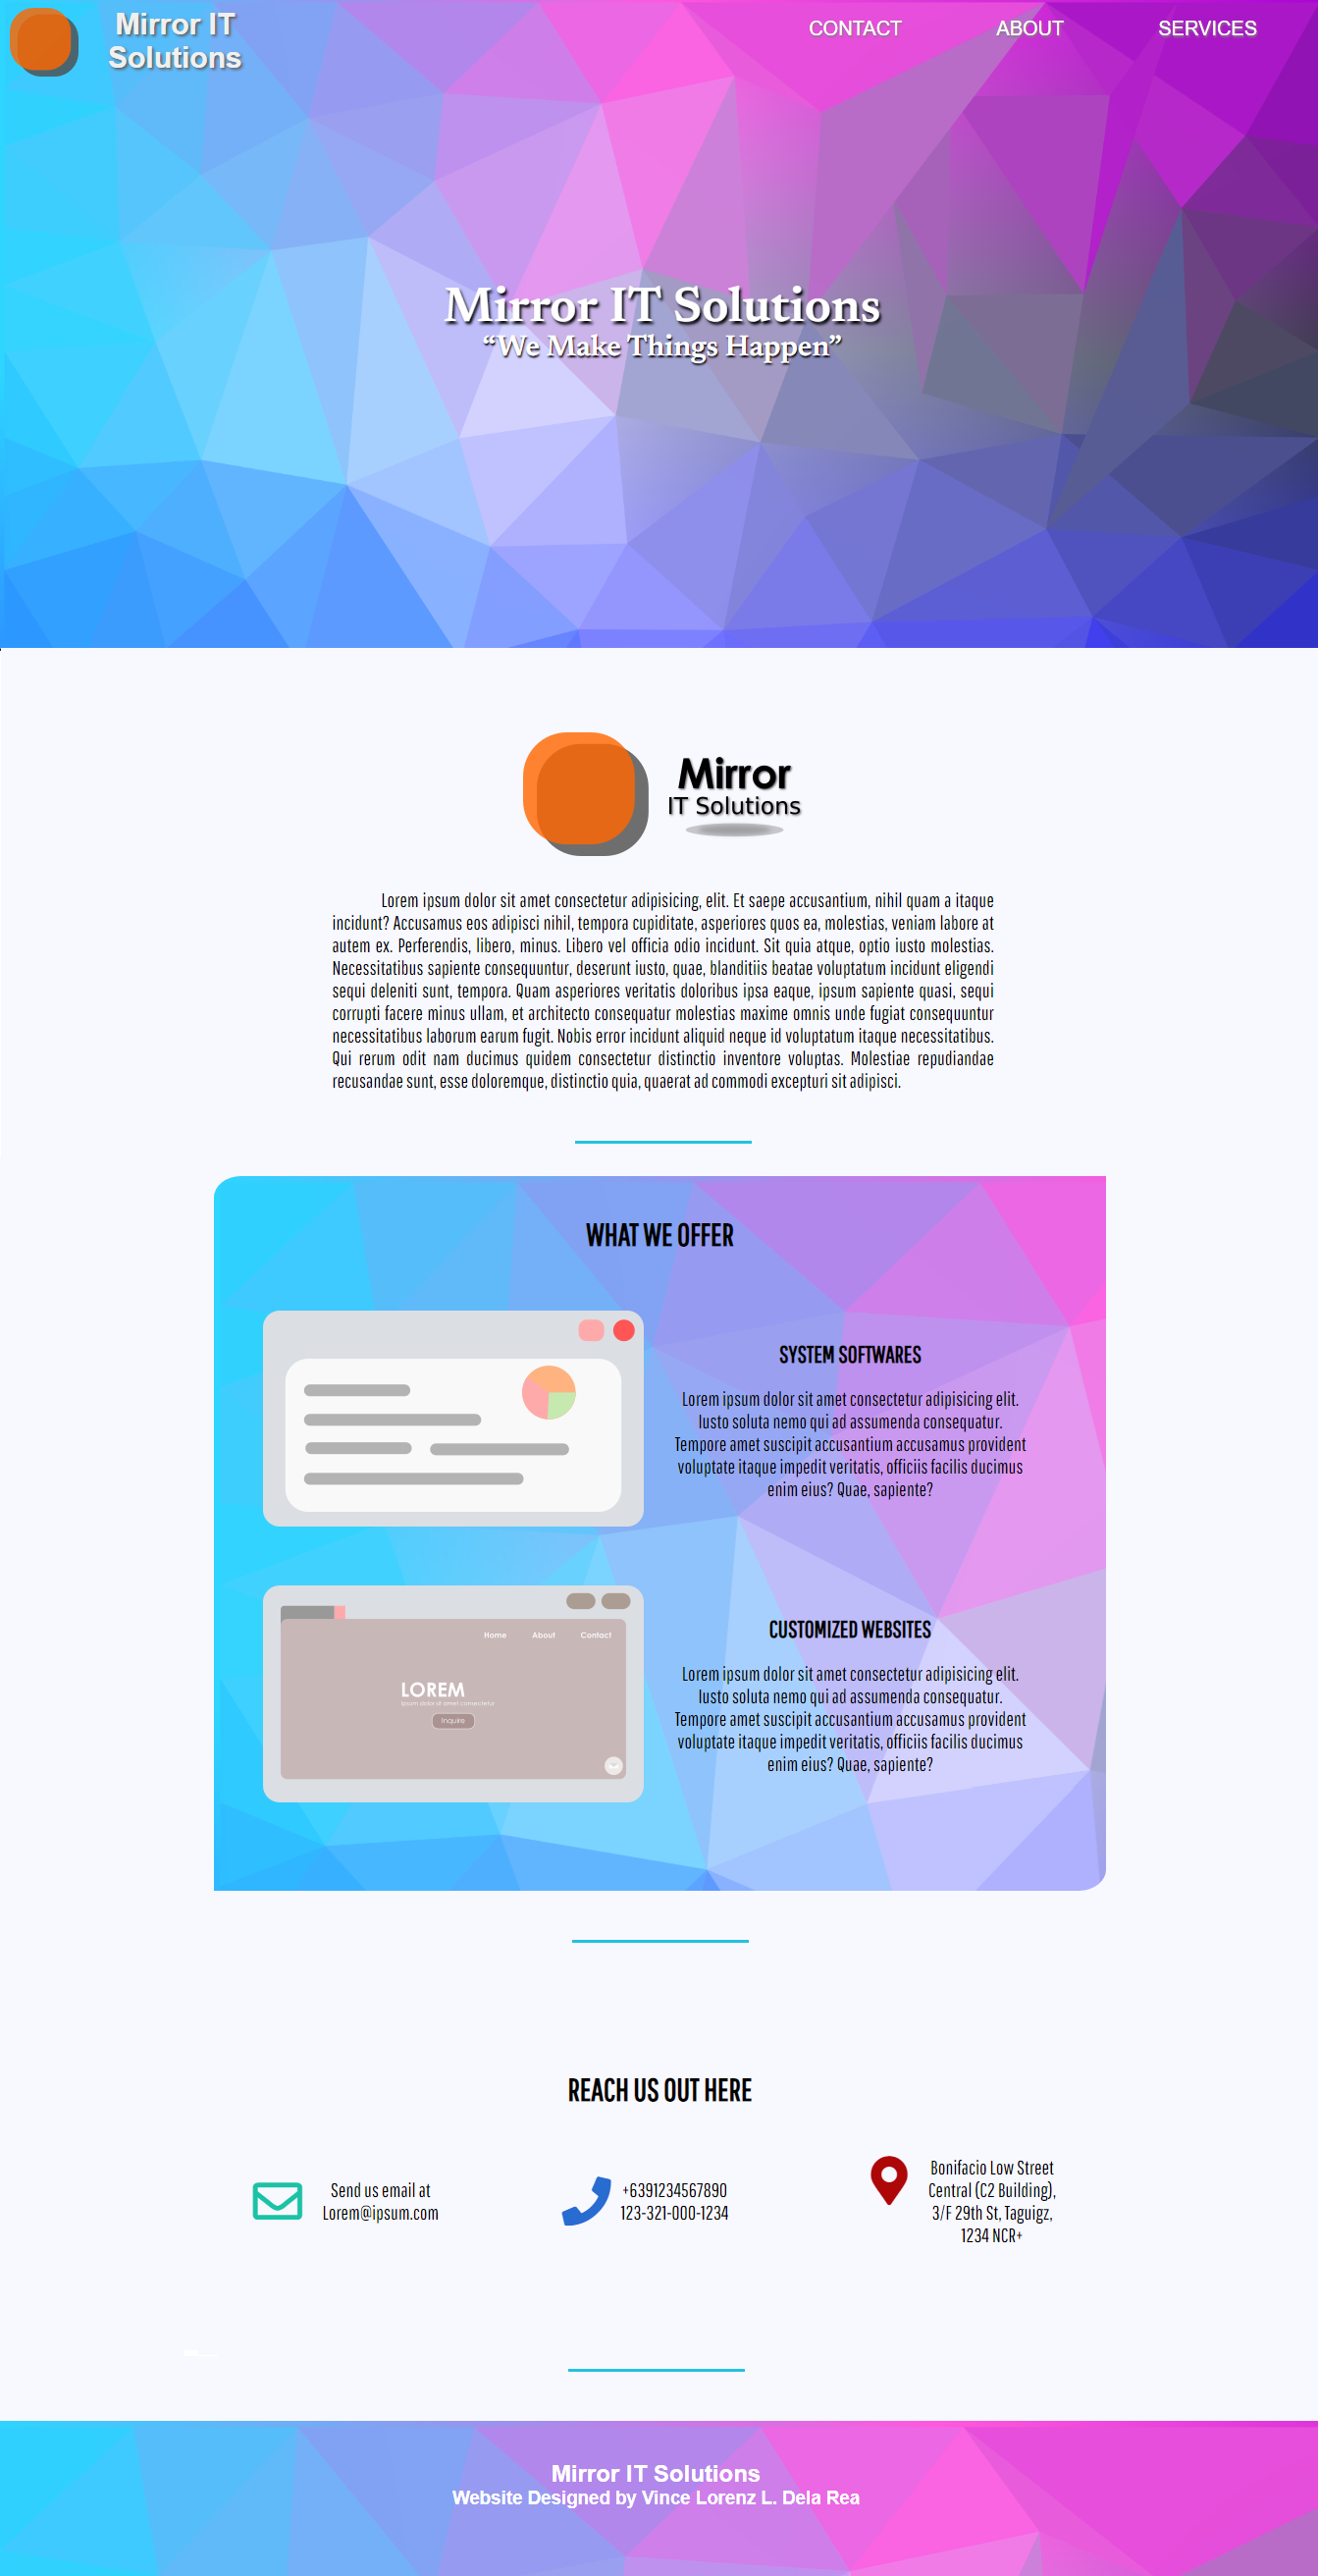 Mirror IT
Solutions
CONTACT
ABOUT
SERVICES
Mirror IT Solutions
“We Make Things Happen”
Mirror
IT Solutions
Lorem ipsum dolor sit amet consectetur adipisicing, elit. Et saepe accusantium, nihil quam a itaque
incidunt? Accusamus eos adipisci nihil, tempora cupiditate, asperiores quos ea, molestias, veniam labore at
autem ex. Perferendis, libero, minus. Libero vel officia odio incidunt. Sit quia atque, optio iusto molestias.
Necessitatibus sapiente consequuntur, deserunt iusto, quae, blanditiis beatae voluptatum incidunt eligendi
sequi deleniti sunt, tempora. Quam asperiores veritatis doloribus ipsa eaque, ipsum sapiente quasi, sequi
corrupti facere minus ullam, et architecto consequatur molestias maxime omnis unde fugiat consequuntur
necessitatibus laborum earum fugit. Nobis error incidunt aliquid neque id voluptatum itaque necessitatibus.
Qui rerum odit nam ducimus quidem consectetur distinctio inventore voluptas. Molestiae repudiandae
recusandae sunt, esse doloremque, distinctio quia, quaerat ad commodi excepturi sit adipisci.
WHAT WE OFFER
SYSTEM SOFTWARES
Lorem ipsum dolor sit amet consectetur adipisicing elit.
Iusto soluta nemo qui ad assumenda consequatur.
Tempore amet suscipit accusantium accusamus provident
voluptate itaque impedit veritatis, officiis facilis ducimus
enim eius? Quae, sapiente?
Home
About
Contact
LOREM
ipsum dolor sit amet consectetur
Inquire
CUSTOMIZED WEBSITES
Lorem ipsum dolor sit amet consectetur adipisicing elit.
Iusto soluta nemo qui ad assumenda consequatur.
Tempore amet suscipit accusantium accusamus provident
voluptate itaque impedit veritatis, officiis facilis ducimus
enim eius? Quae, sapiente?
REACH US OUT HERE
Send us email at
Lorem@ipsum.com
+6391234567890
123-321-000-1234
Bonifacio Low Street
Central (C2 Building),
3/F 29th St, Taguigz,
1234 NCR+
Mirror IT Solutions
Website Designed by Vince Lorenz L. Dela Rea